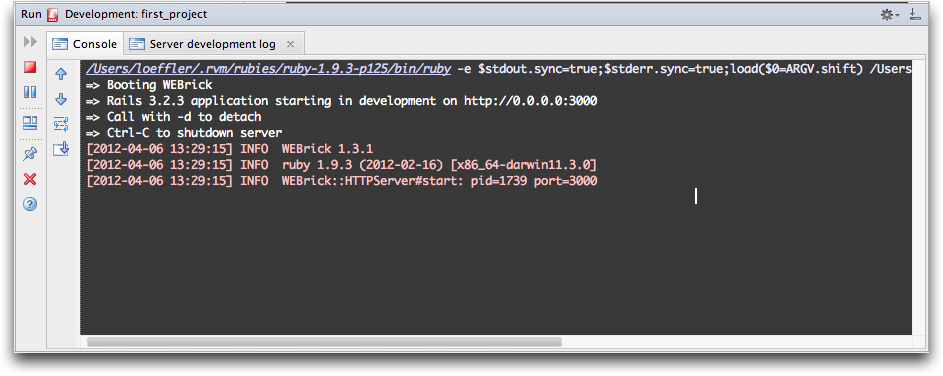 Run Development: first_project
Console Server development log
/Users/loeffler/.rvm/rubies/ruby-1.9.3-p125/bin/ruby -e $stdout.sync=true;$stderr.sync=true;load($0=ARGV.shift) /Users
=> Booting WEBrick
=> Rails 3.2.3 application starting in development on http://0.0.0.0:3000
=> Call with -d to detach
=> Ctrl-C to shutdown server
[2012-04-06 13:29:15] INFO  WEBrick 1.3.1
[2012-04-06 13:29:15] INFO  ruby 1.9.3 (2012-02-16) [x86_64-darwin11.3.0]
[2012-04-06 13:29:15] INFO  WEBrick::HTTPServer#start: pid=1739 port=3000